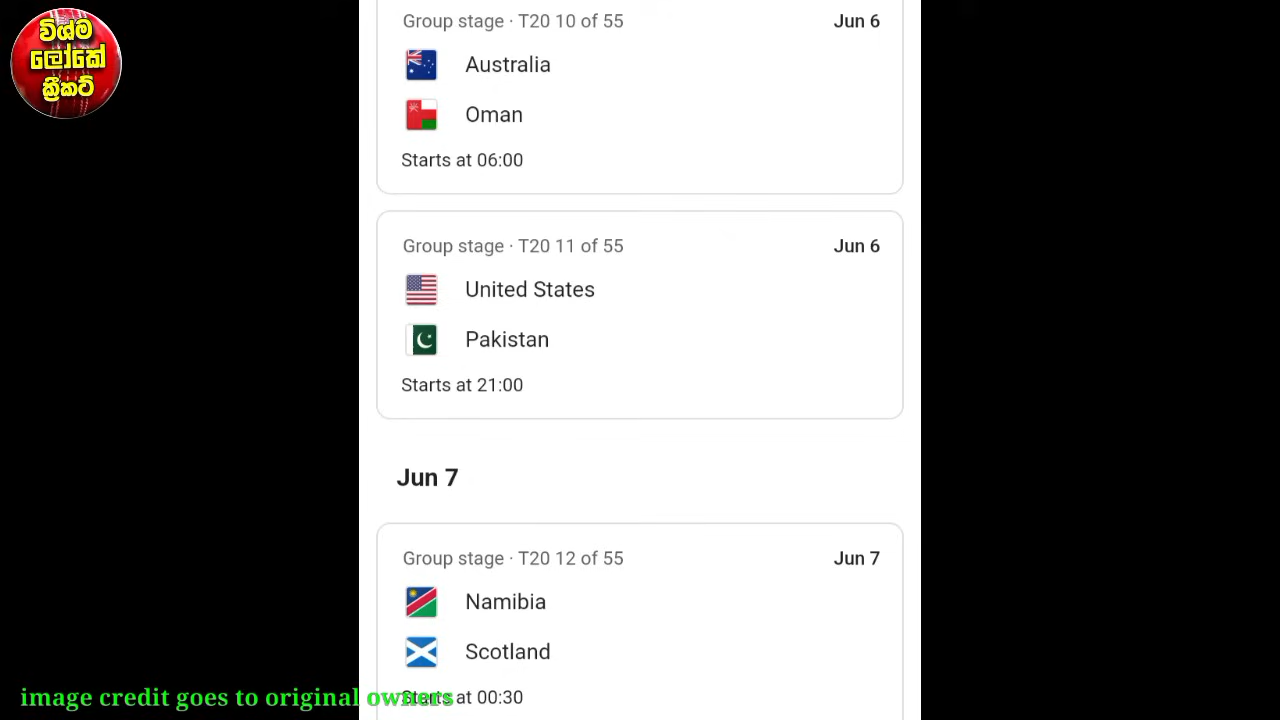 විශ්ම
ලෝකේ
ක්‍රිකට්
Group stage · T20 10 of 55 Jun 6
Australia
Oman
Starts at 06:00
Group stage · T20 11 of 55 Jun 6
United States
Pakistan
Starts at 21:00
Jun 7
Group stage · T20 12 of 55 Jun 7
Namibia
Scotland
Starts at 00:30
image credit goes to original owners